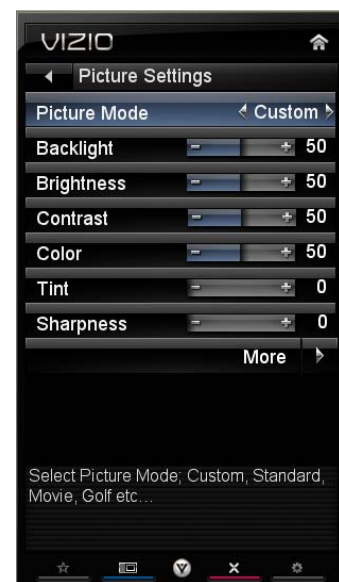 VIZIO
Picture Settings
Picture Mode Custom
Backlight - + 50
Brightness - + 50
Contrast - + 50
Color - + 50
Tint - + 0
Sharpness - + 0
More
Select Picture Mode; Custom, Standard,
Movie, Golf etc...
V